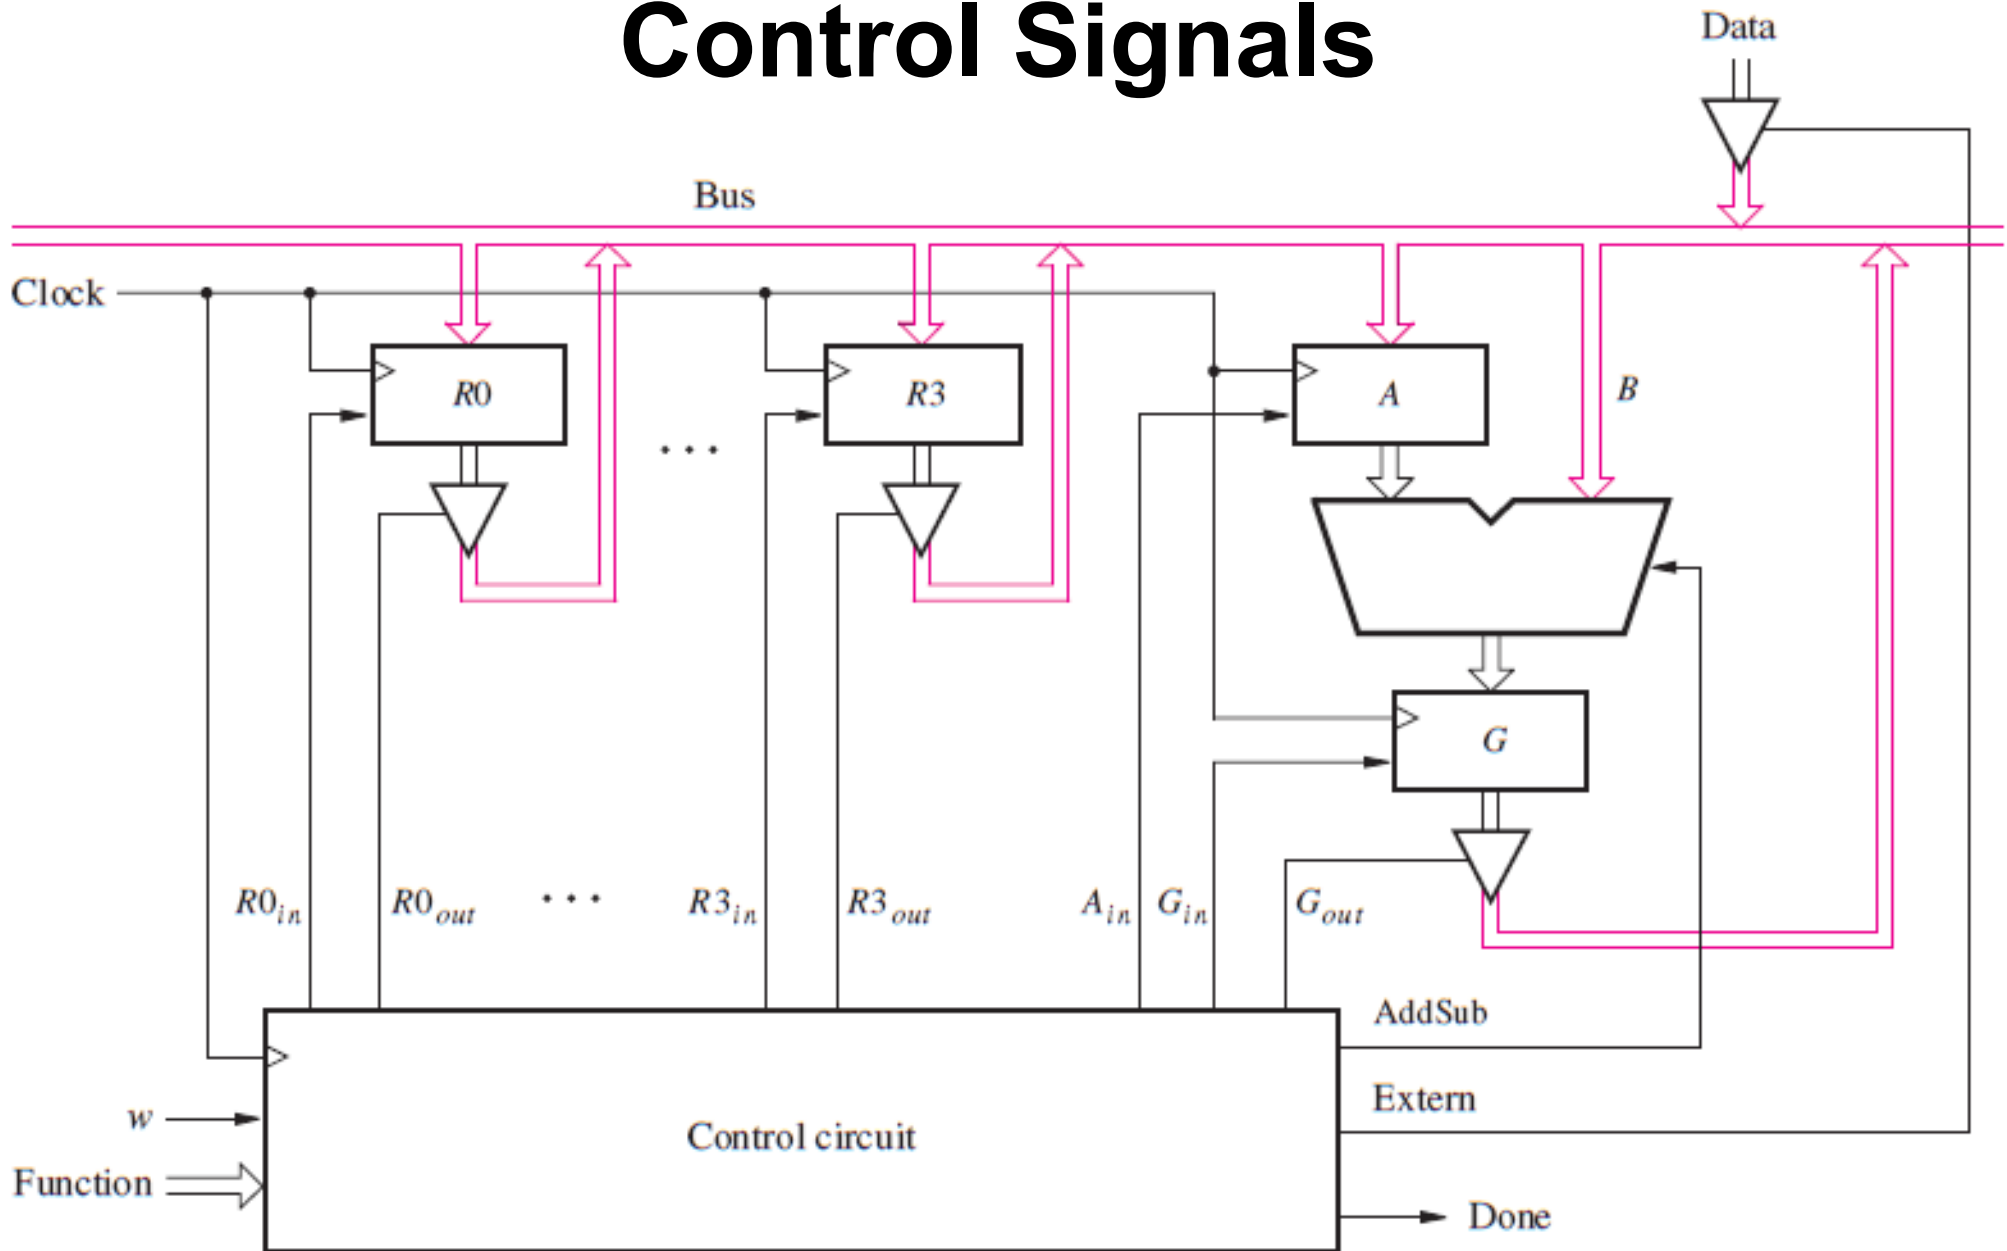 Control Signals
Data
Bus
Clock
R0
R3
A
B
. . .
G
R0in
R0out
. . .
R3in
R3out
Ain
Gin
Gout
AddSub
Extern
w
Control circuit
Function
Done